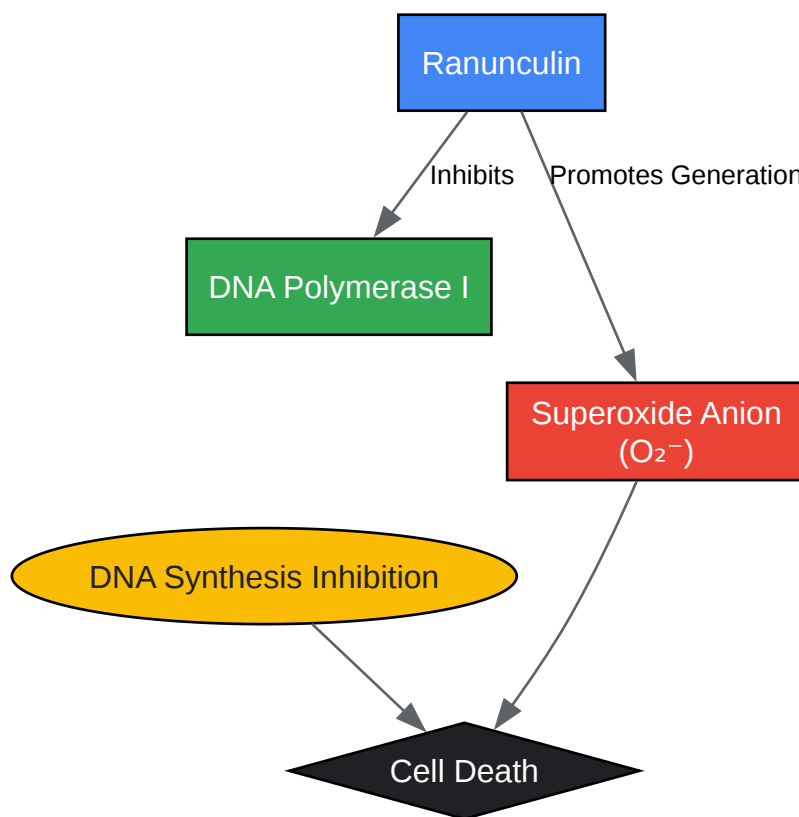 Ranunculin
Inhibits
Promotes Generation
DNA Polymerase I
Superoxide Anion
(O₂⁻)
DNA Synthesis Inhibition
Cell Death